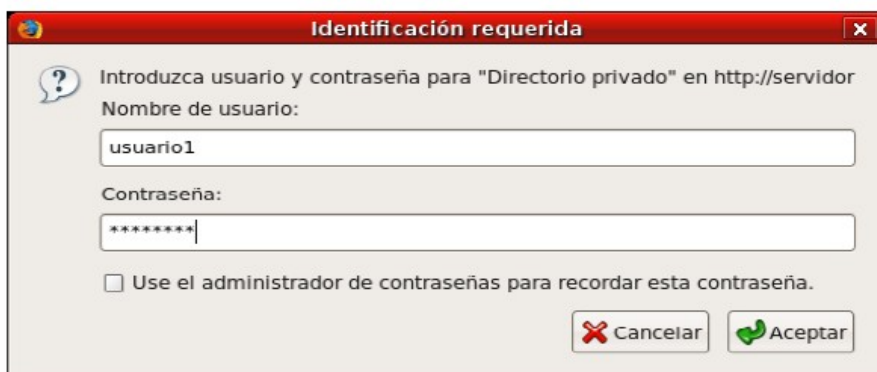 Identificación requerida
Introduzca usuario y contraseña para "Directorio privado" en http://servidor
Nombre de usuario:
usuario1
Contraseña:
********
Use el administrador de contraseñas para recordar esta contraseña.
Cancelar Aceptar